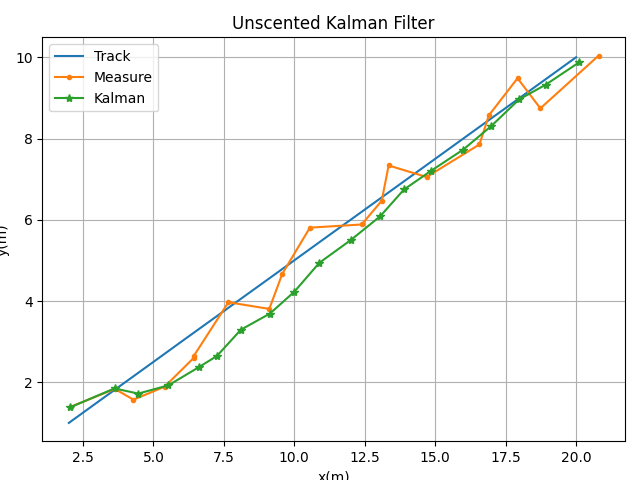 Unscented Kalman Filter
Track
Measure
Kalman
10
8
6
4
2
y(m)
2.5 5.0 7.5 10.0 12.5 15.0 17.5 20.0
x(m)